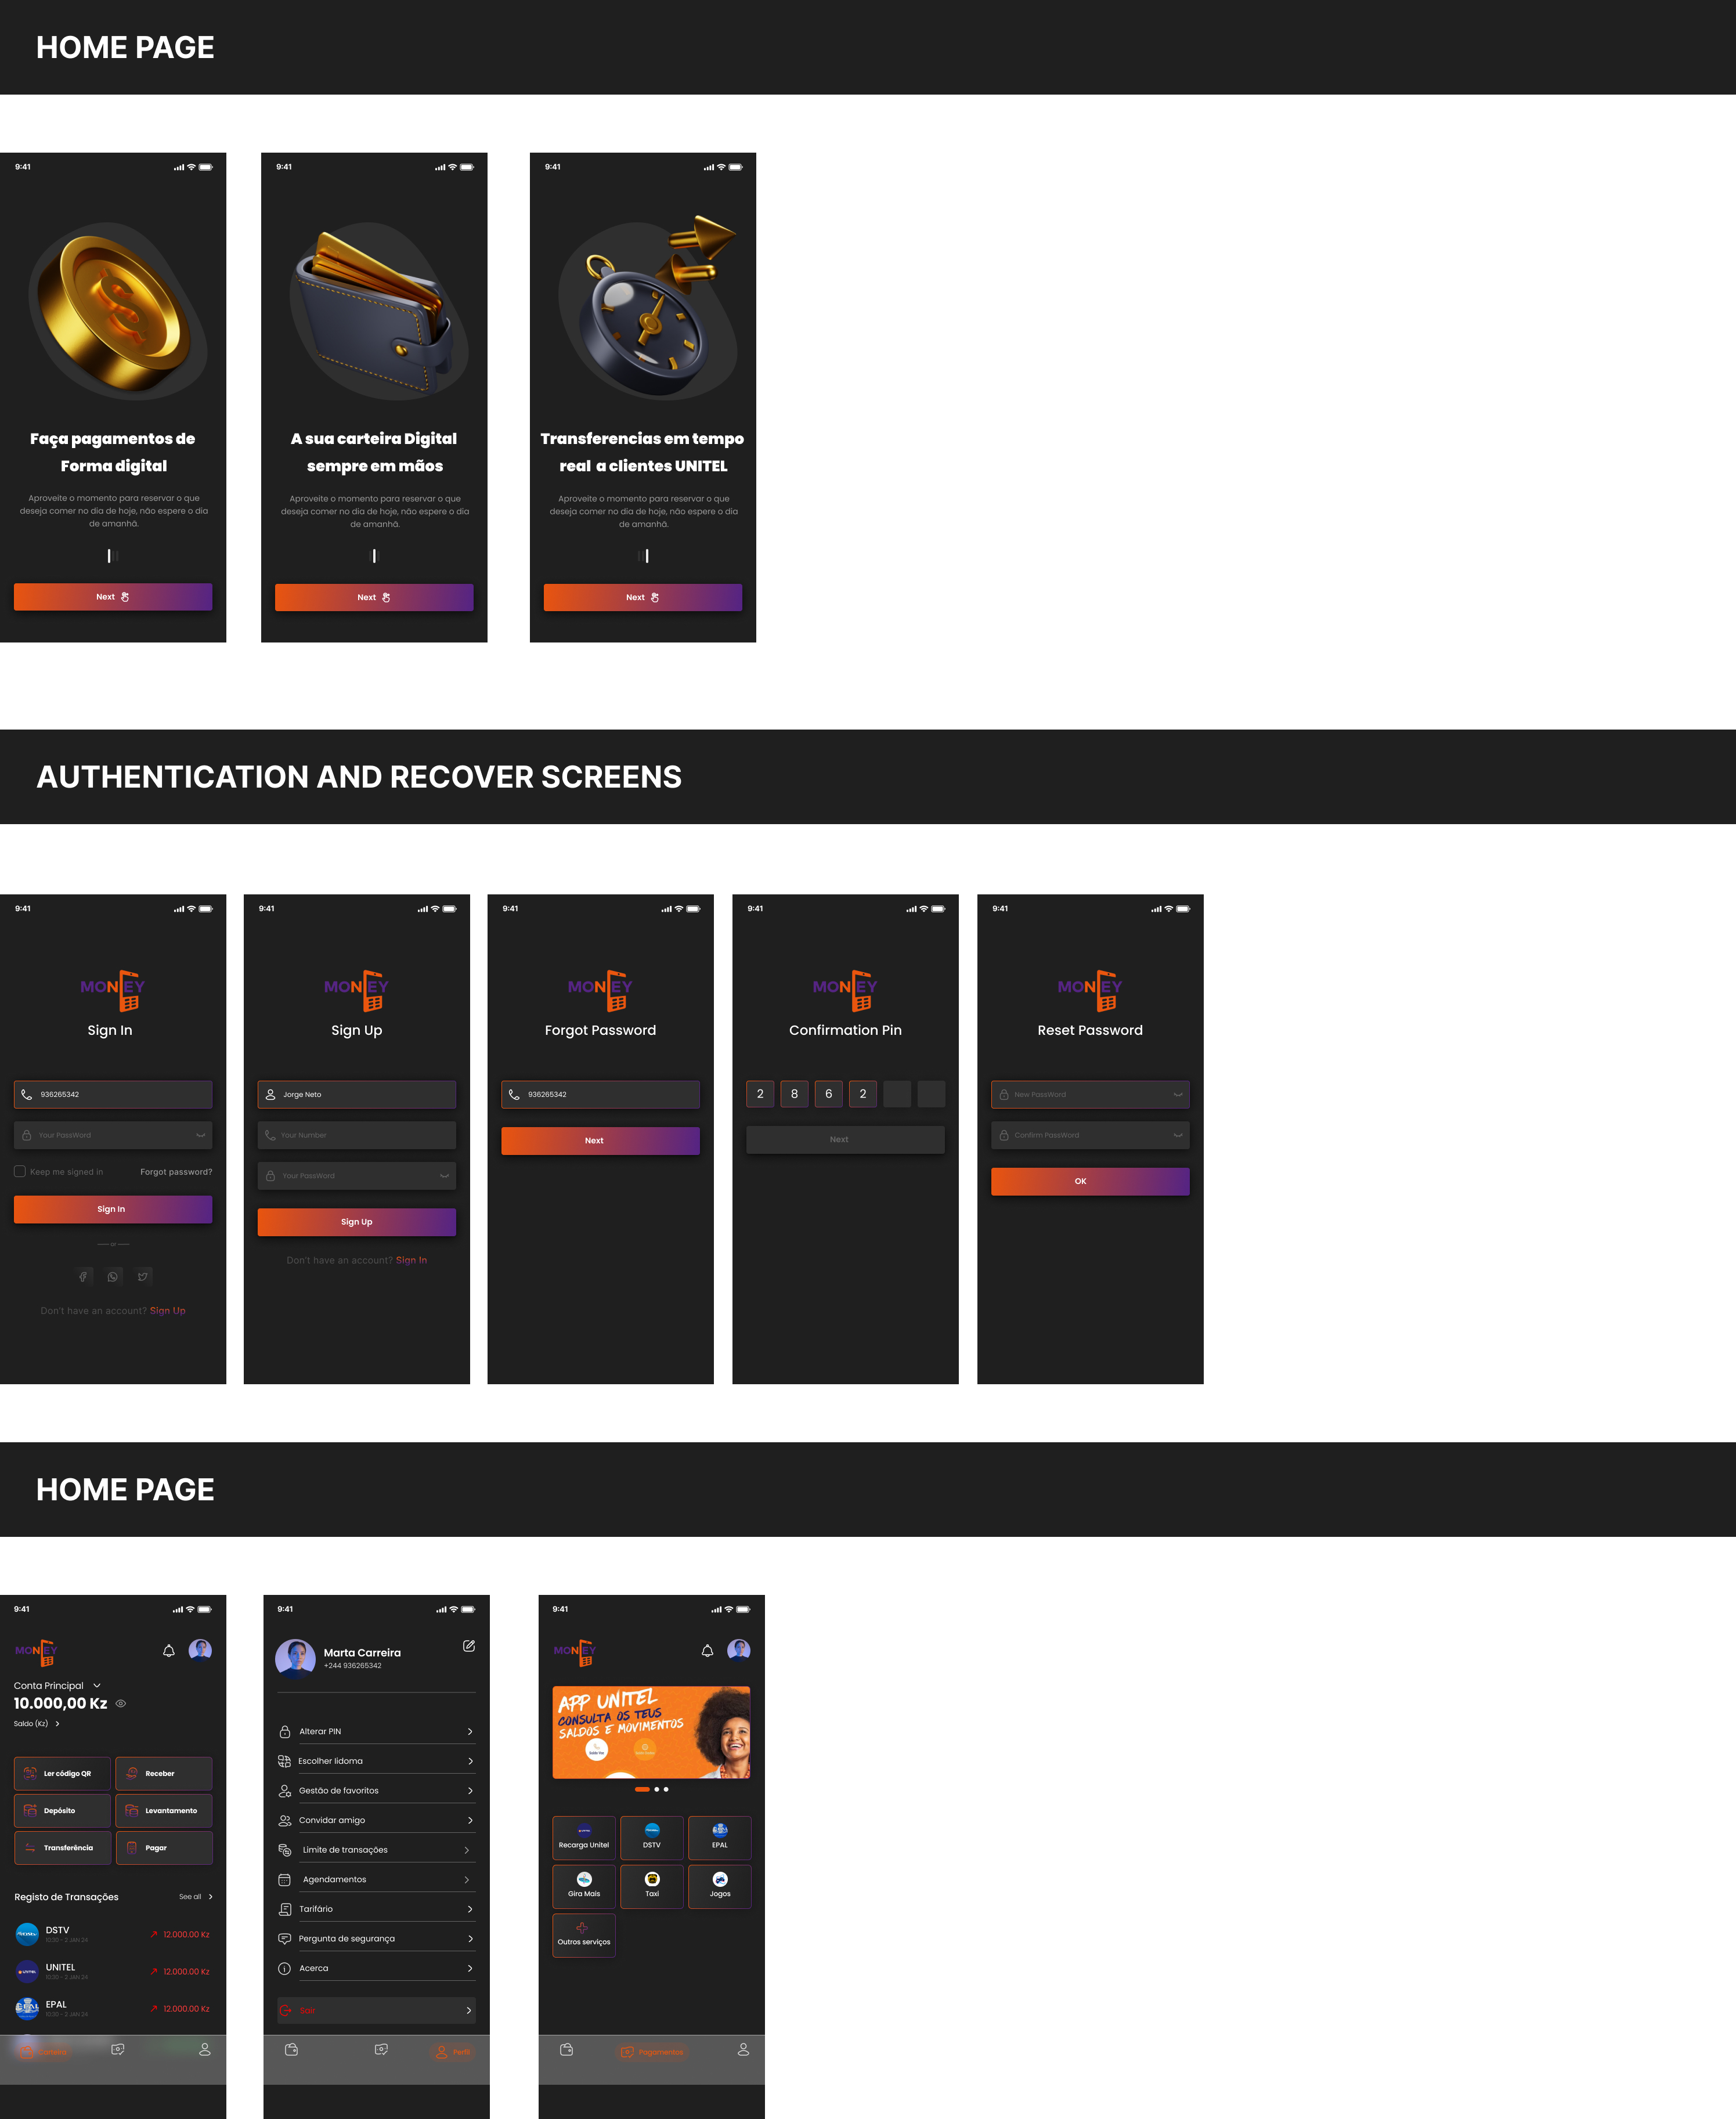 HOME PAGE
9:41
Faça pagamentos de
Forma digital
Aproveite o momento para reservar o que
deseja comer no dia de hoje, não espere o dia
de amanhã.
Next
9:41
A sua carteira Digital
sempre em mãos
Aproveite o momento para reservar o que
deseja comer no dia de hoje, não espere o dia
de amanhã.
Next
9:41
Transferencias em tempo
real a clientes UNITEL
Aproveite o momento para reservar o que
deseja comer no dia de hoje, não espere o dia
de amanhã.
Next
AUTHENTICATION AND RECOVER SCREENS
9:41
MONEY
Sign In
936265342
Your PassWord
Keep me signed in Forgot password?
Sign In
or
Don't have an account? Sign Up
9:41
MONEY
Sign Up
Jorge Neto
Your Number
Your PassWord
Sign Up
Don't have an account? Sign In
9:41
MONEY
Forgot Password
936265342
Next
9:41
MONEY
Confirmation Pin
2 8 6 2
Next
9:41
MONEY
Reset Password
New PassWord
Confirm PassWord
OK
HOME PAGE
9:41
MONEY
Conta Principal
10.000,00 Kz
Saldo (Kz)
Ler código QR Receber
Depósito Levantamento
Transferência Pagar
Registo de Transações See all
DSTV
10:30 - 2 JAN 24
12.000.00 Kz
UNITEL
10:30 - 2 JAN 24
12.000.00 Kz
EPAL
10:30 - 2 JAN 24
12.000.00 Kz
Carteira
9:41
Marta Carreira
+244 936265342
Alterar PIN
Escolher Iidoma
Gestão de favoritos
Convidar amigo
Limite de transações
Agendamentos
Tarifário
Pergunta de segurança
Acerca
Sair
Perfil
9:41
MONEY
APP UNITEL
CONSULTA OS TEUS
SALDOS E MOVIMENTOS
Recarga Unitel DSTV EPAL
Gira Mais Taxi Jogos
Outros serviços
Pagamentos